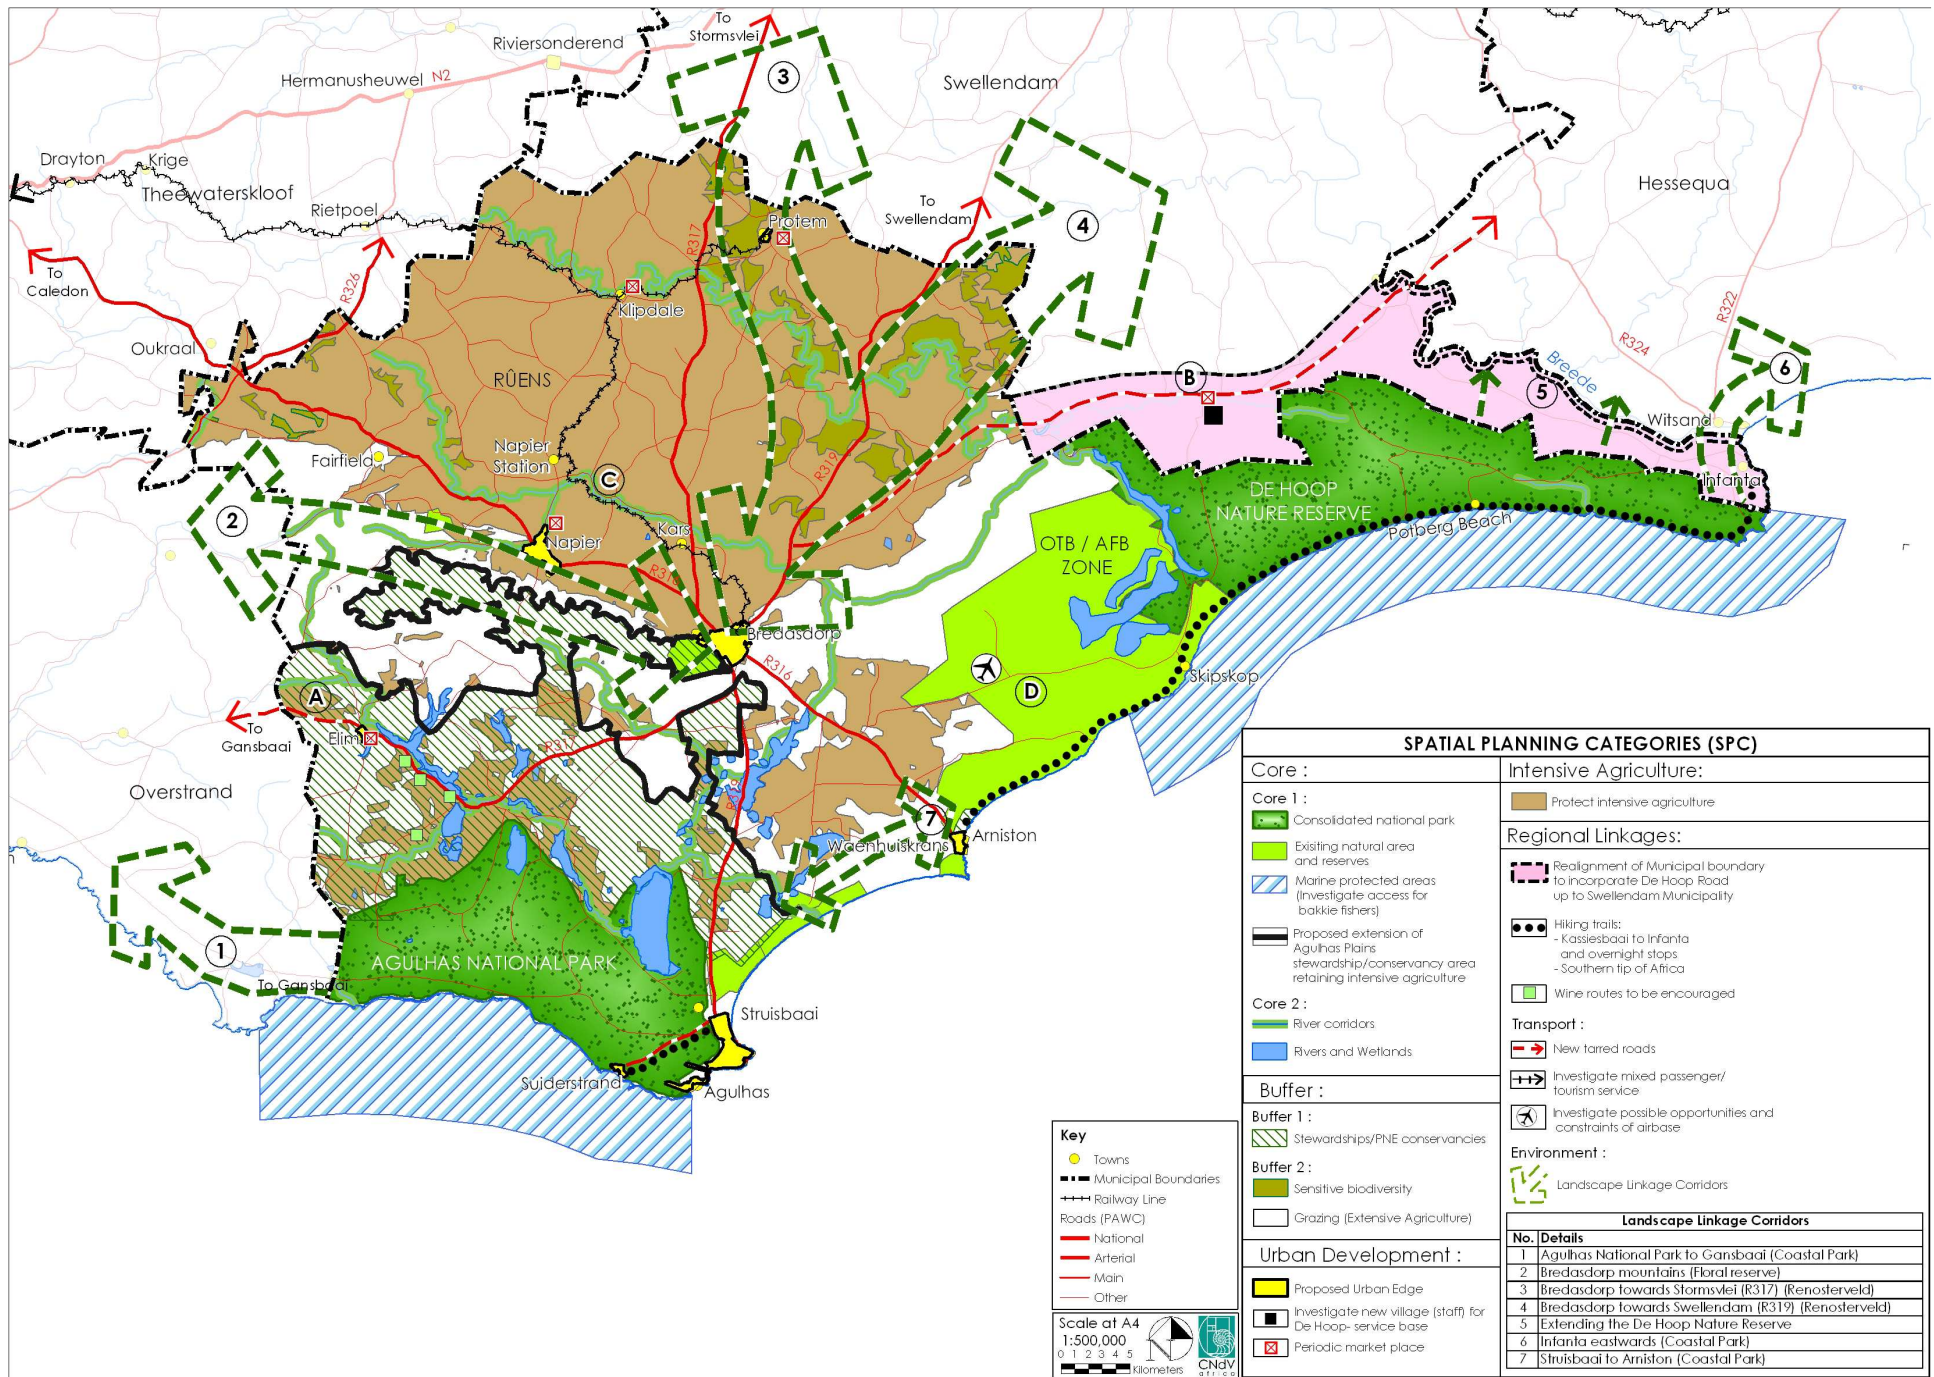 To
Stormsvlei
Riviersonderend
3
Swellendam
Hermanusheuwel
N2
Drayton
Krige
Theewaterskloof
Hessequa
Rietpoel
To
Swellendam
Protem
4
R317
To
Caledon
R326
Klipdale
R322
Oukraal
R324
RÛENS
B
Breede
6
5
Witsand
Fairfield
Napier
Station
C
R319
Infanta
DE HOOP
NATURE RESERVE
2
Potberg Beach
Kars
Napier
OTB / AFB
ZONE
R316
Bredasdorp
R316
Skipskop
A
D
To
Gansbaai
Elim
R317
Overstrand
R319
7
Waenhuiskrans
Arniston
1
AGULHAS NATIONAL PARK
To Gansbaai
Struisbaai
Suiderstrand
Agulhas
SPATIAL PLANNING CATEGORIES (SPC)
Core :
Core 1 :
Consolidated national park
Exisiting natural area
and reserves
Marine protected areas
(Investigate access for
bakkie fishers)
Proposed extension of
Agulhas Plains
stewardship/conservancy area
retaining intensive agriculture
Core 2 :
River corridors
Rivers and Wetlands
Buffer :
Buffer 1 :
Stewardships/PNE conservancies
Buffer 2 :
Sensitive biodiversity
Grazing (Extensive Agriculture)
Urban Development :
Proposed Urban Edge
Investigate new village (staff) for
De Hoop- service base
Periodic market place
Intensive Agriculture:
Protect intensive agriculture
Regional Linkages:
Realignment of Municipal boundary
to incorporate De Hoop Road
up to Swellendam Municipality
Hiking trails:
- Kassiesbaai to Infanta
and overnight stops
- Southern tip of Africa
Wine routes to be encouraged
Transport :
New tarred roads
Investigate mixed passenger/
tourism service
Investigate possible opportunities and
constraints of airbase
Environment :
Landscape Linkage Corridors
Landscape Linkage Corridors
No. Details
1 Agulhas National Park to Gansbaai (Coastal Park)
2 Bredasdorp mountains (Floral reserve)
3 Bredasdorp towards Stormsvlei (R317) (Renosterveld)
4 Bredasdorp towards Swellendam (R319) (Renosterveld)
5 Extending the De Hoop Nature Reserve
6 Infanta eastwards (Coastal Park)
7 Struisbaai to Arniston (Coastal Park)
Key
Towns
Municipal Boundaries
Railway Line
Roads (PAWC)
National
Arterial
Main
Other
Scale at A4
1:500,000
0 1 2 3 4 5
Kilometers
N
CNdV
africa